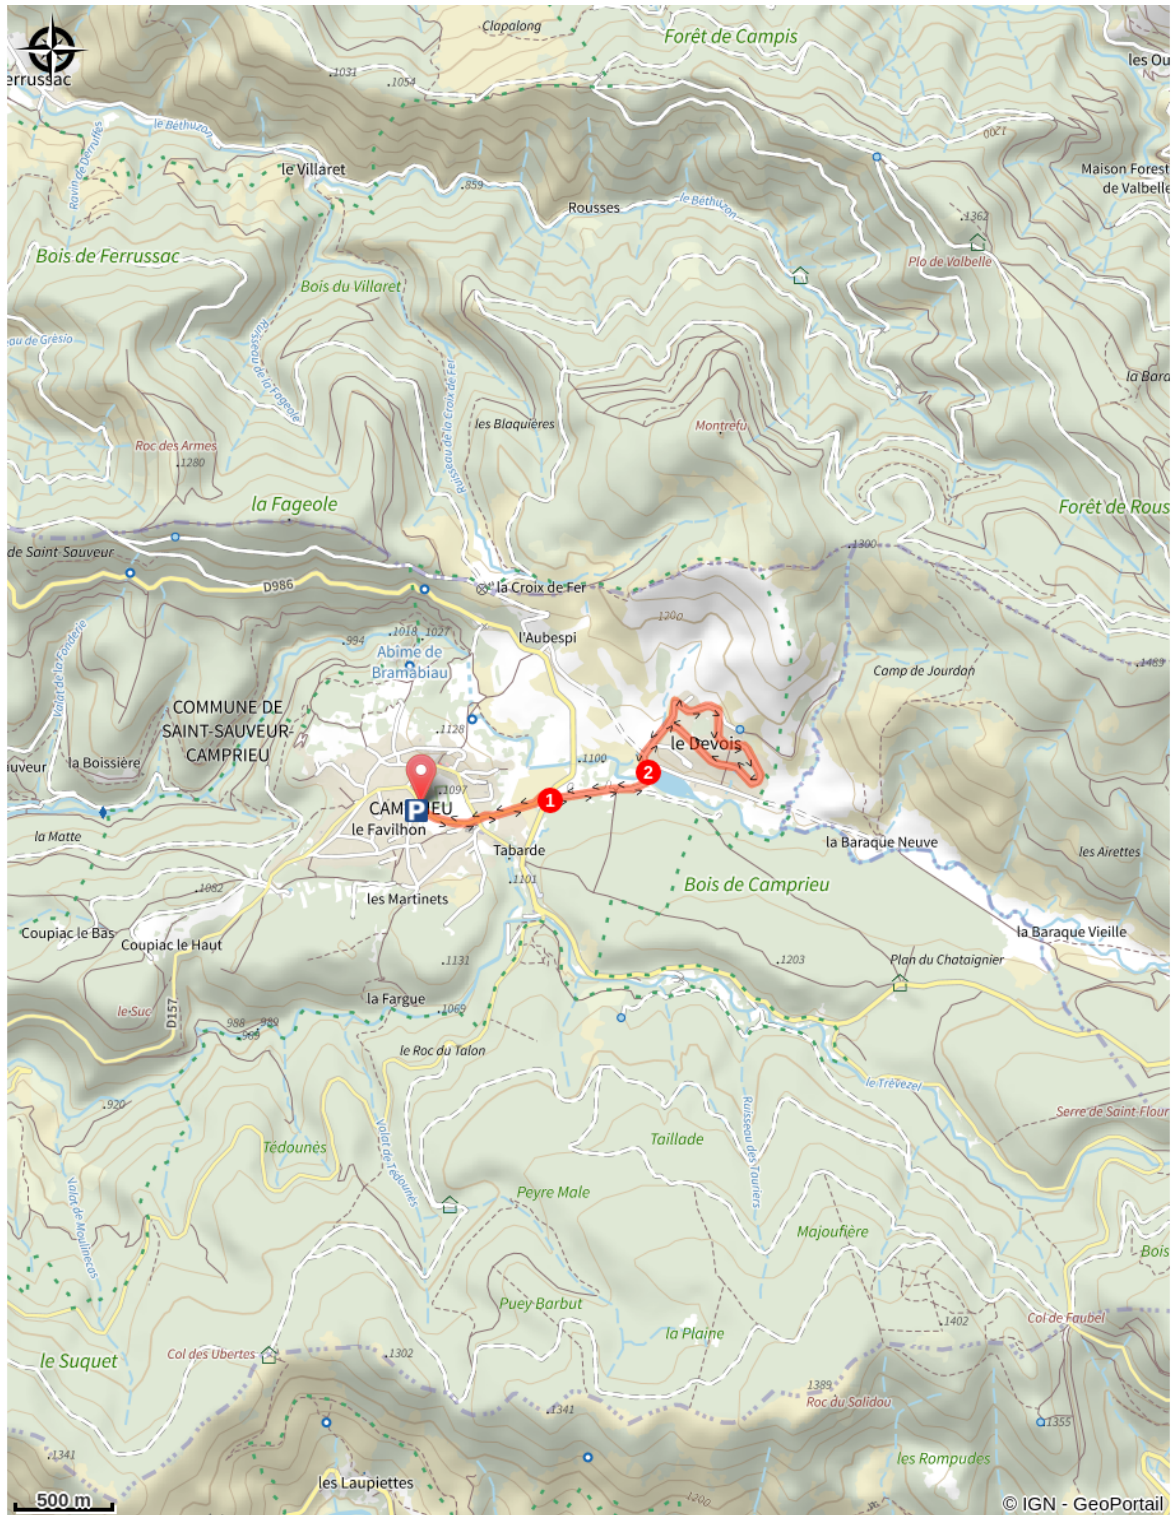 Clapalong
Forêt de Campis
les Ou
errussac
.1031
.1054
le Béthuzon
Ravin de Derruffes
1200
le Villaret
Maison Forest
de Valbelle
.859
Rousses
le Béthuzon
.1362
Bois de Ferrussac
Plo de Valbelle
Bois du Villaret
au de Grésio
Ruisseau de la Fageole
Ruisseau de la Croix de Fer
la Bara
les Blaquières
Montrefu
Roc des Armes
.1280
la Fageole
Forêt de Rous
de Saint-Sauveur
.1300
D986
la Croix de Fer
1200
.1018
1027
.994
l'Aubespi
Abîme de
Bramabiau
.1489
Camp de Jourdan
Valat de la Fonderie
COMMUNE DE
SAINT-SAUVEUR-
CAMPRIEU
.1128
le Devois
uveur
la Boissière
.1100
2
.1097
1
P
CAMPRIEU
le Favilhon
la Matte
Tabarde
la Baraque Neuve
les Airettes
.1101
.1082
Bois de Camprieu
les Martinets
Coupiac le Bas
Coupiac le Haut
la Baraque Vieille
.1131
.1203
Plan du Chataignier
la Fargue
le Suc
D157
.1069
988
.989
.969
le Roc du Talon
le Trévezel
.920
Serre de Saint-Flour
Tédounès
Valat de Tédounès
Ruisseau des Tauriers
Taillade
Valat de Moulinecas
Peyre Male
Majoufière
Bois
Puey Barbut
la Plaine
.1402
Col de Faubel
le Suquet
Col des Ubertes
.1302
1389
Roc du Salidou
.1341
.1355
.1341
les Rompudes
les Laupiettes
1200
500 m
© IGN - GeoPortail